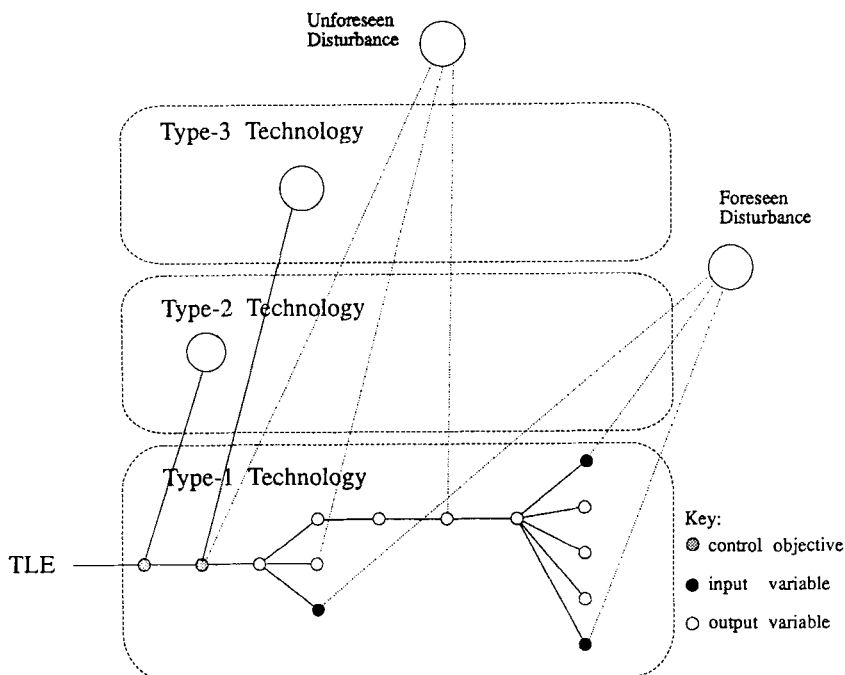 Unforeseen
Disturbance
Type-3 Technology
Foreseen
Disturbance
Type-2 Technology
Type-1 Technology
TLE
Key:
control objective
input variable
output variable